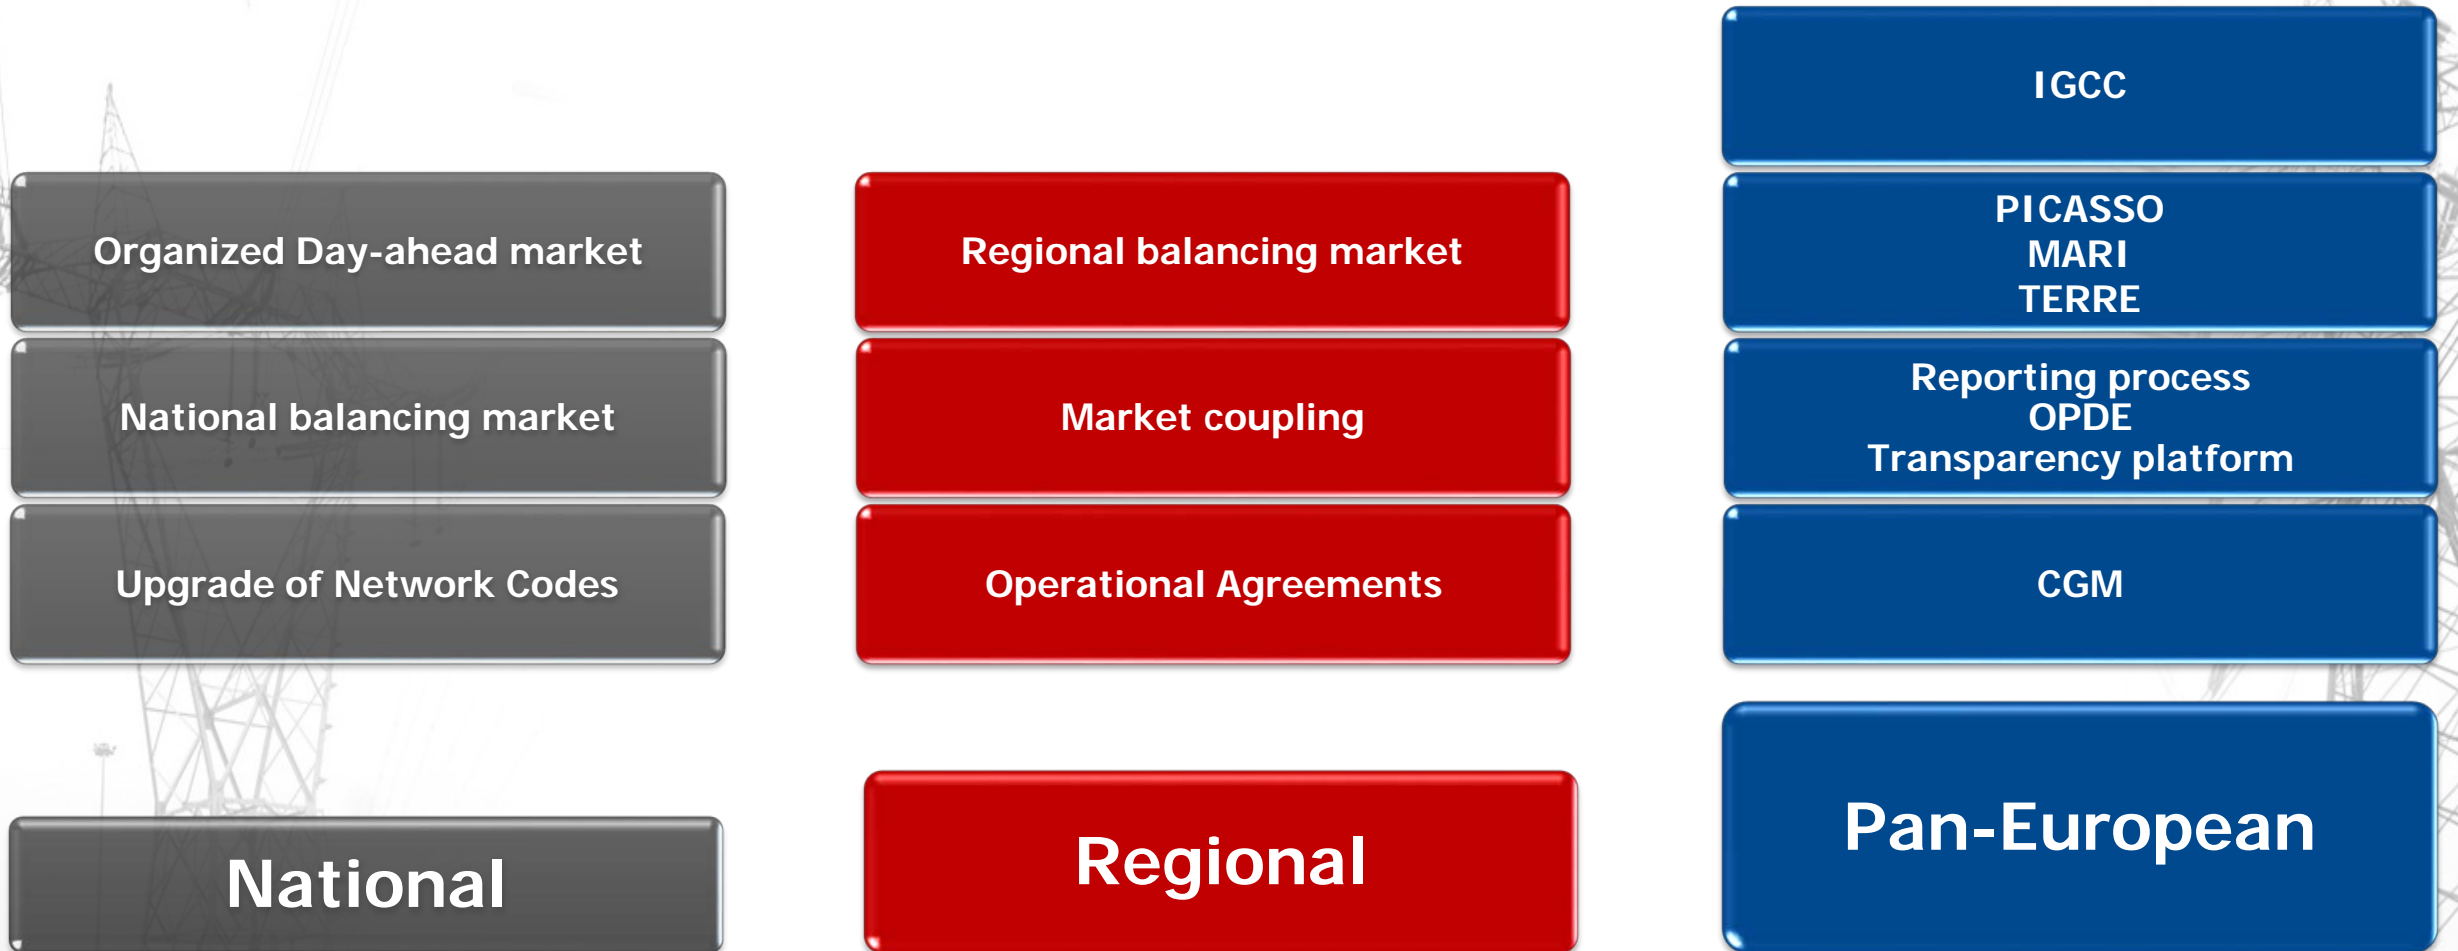 Organized Day-ahead market
National balancing market
Upgrade of Network Codes
National
Regional balancing market
Market coupling
Operational Agreements
Regional
IGCC
PICASSO
MARI
TERRE
Reporting process
OPDE
Transparency platform
CGM
Pan-European